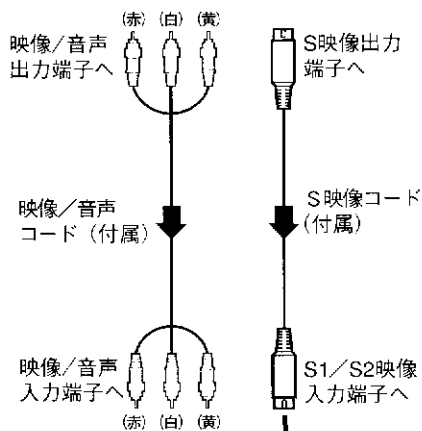 (赤) (白) (黄)
映像/音声
出力端子へ
S映像出力
端子へ
映像/音声
コード(付属)
S映像コード
(付属)
映像/音声
入力端子へ
S1/S2映像
入力端子へ
(赤) (白) (黄)